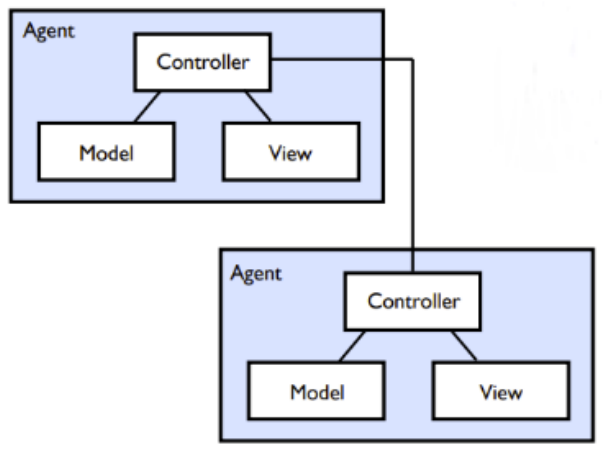 Agent
Controller
Model
View
Agent
Controller
Model
View